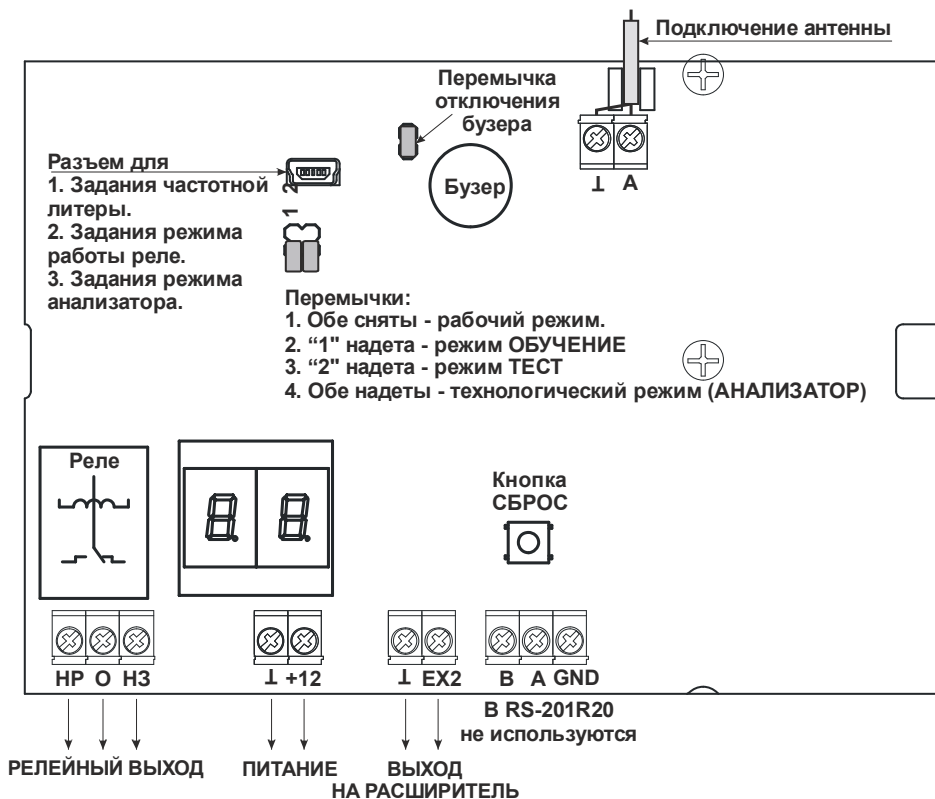 Подключение антенны
Перемычка
отключения
бузера
Бузер
⊥ A
Разъем для
1. Задания частотной
литеры.
2. Задания режима
работы реле.
3. Задания режима
анализатора.
1 2
Перемычки:
1. Обе сняты - рабочий режим.
2. “1" надета - режим ОБУЧЕНИЕ
3. “2" надета - режим ТЕСТ
4. Обе надеты - технологический режим (АНАЛИЗАТОР)
Реле
8. 8.
Кнопка
СБРОС
НР О НЗ
⊥ +12
⊥ EX2
B A GND
В RS-201R20
не используются
РЕЛЕЙНЫЙ ВЫХОД
ПИТАНИЕ
ВЫХОД
НА РАСШИРИТЕЛЬ